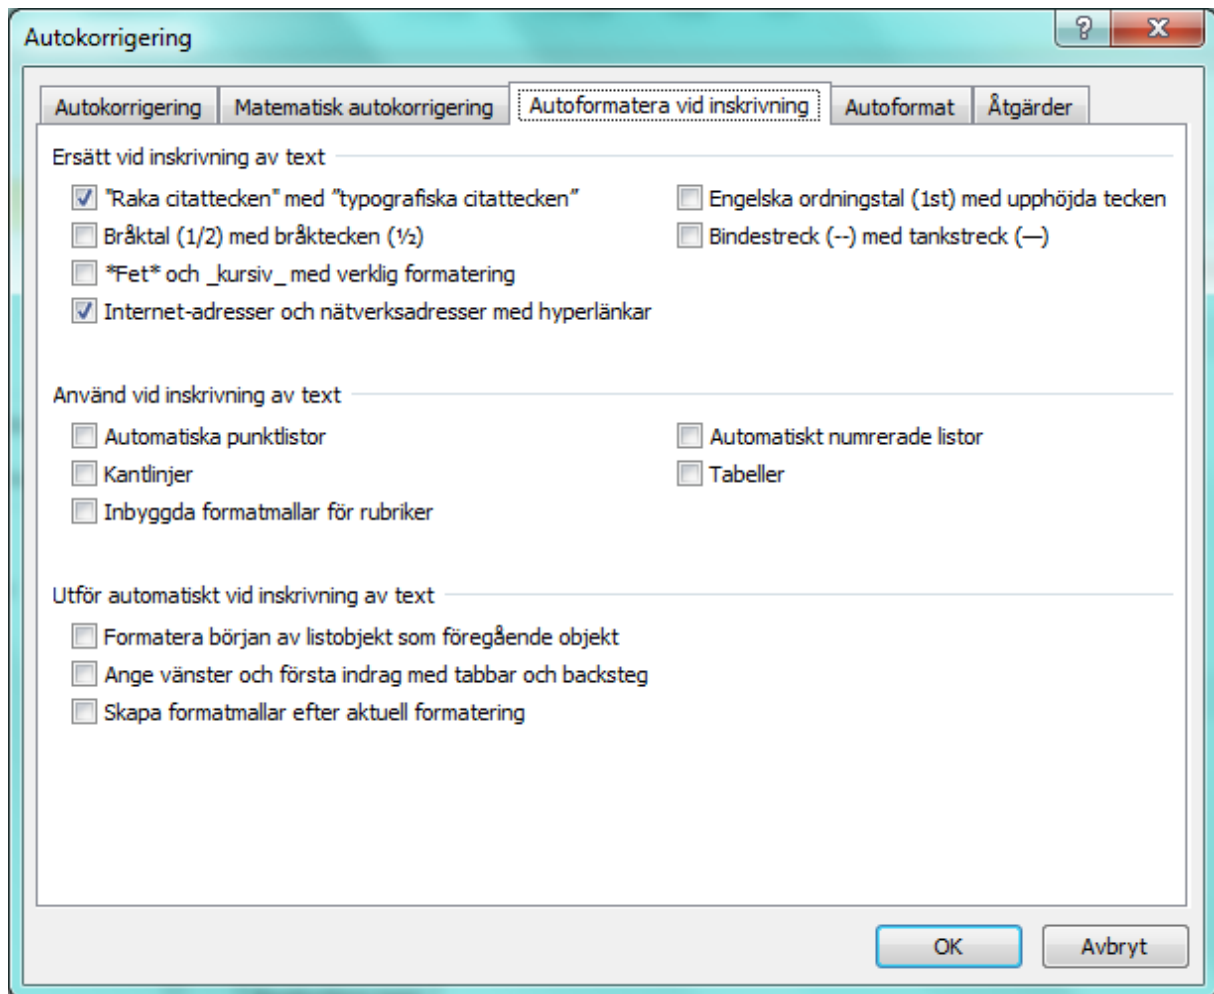 Autokorrigering
Autokorrigering Matematisk autokorrigering Autoformatera vid inskrivning Autoformat Åtgärder
Ersätt vid inskrivning av text
"Raka citattecken" med ”typografiska citattecken” Engelska ordningstal (1st) med upphöjda tecken
Bråktal (1/2) med bråktecken (½) Bindestreck (--) med tankstreck (—)
*Fet* och _kursiv_ med verklig formatering
Internet-adresser och nätverksadresser med hyperlänkar
Använd vid inskrivning av text
Automatiska punktlistor Automatiskt numrerade listor
Kantlinjer Tabeller
Inbyggda formatmallar för rubriker
Utför automatiskt vid inskrivning av text
Formatera början av listobjekt som föregående objekt
Ange vänster och första indrag med tabbar och backsteg
Skapa formatmallar efter aktuell formatering
OK Avbryt